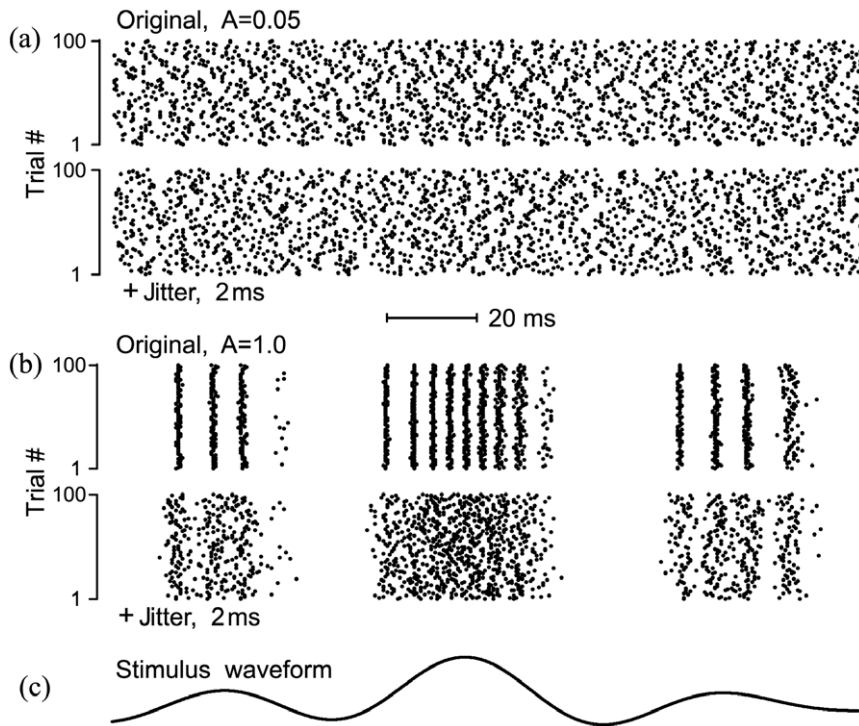 Original, A=0.05
(a)
100
1
Trial #
100
1
+ Jitter, 2 ms
20 ms
Original, A=1.0
(b)
100
1
Trial #
100
1
+ Jitter, 2 ms
Stimulus waveform
(c)